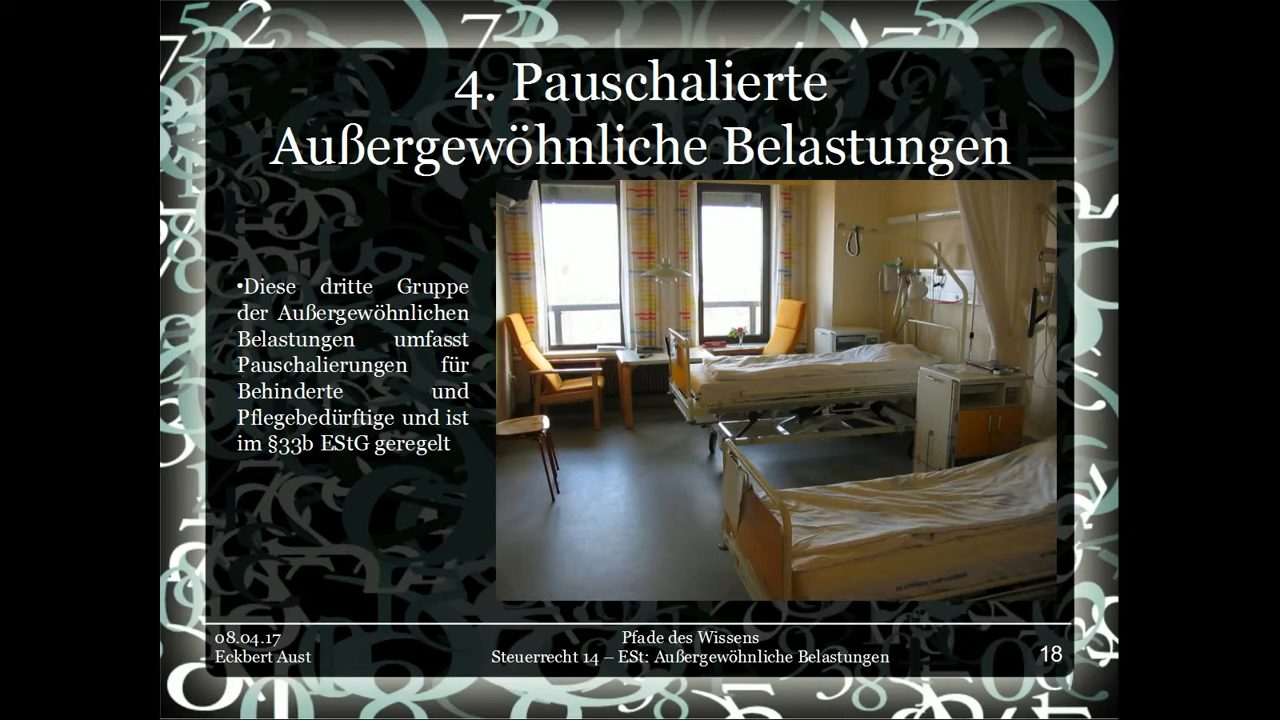 4. Pauschalierte
Außergewöhnliche Belastungen
•Diese dritte Gruppe
der Außergewöhnlichen
Belastungen umfasst
Pauschalierungen für
Behinderte und
Pflegebedürftige und ist
im §33b EStG geregelt
08.04.17
Eckbert Aust
Pfade des Wissens
Steuerrecht 14 – ESt: Außergewöhnliche Belastungen
18